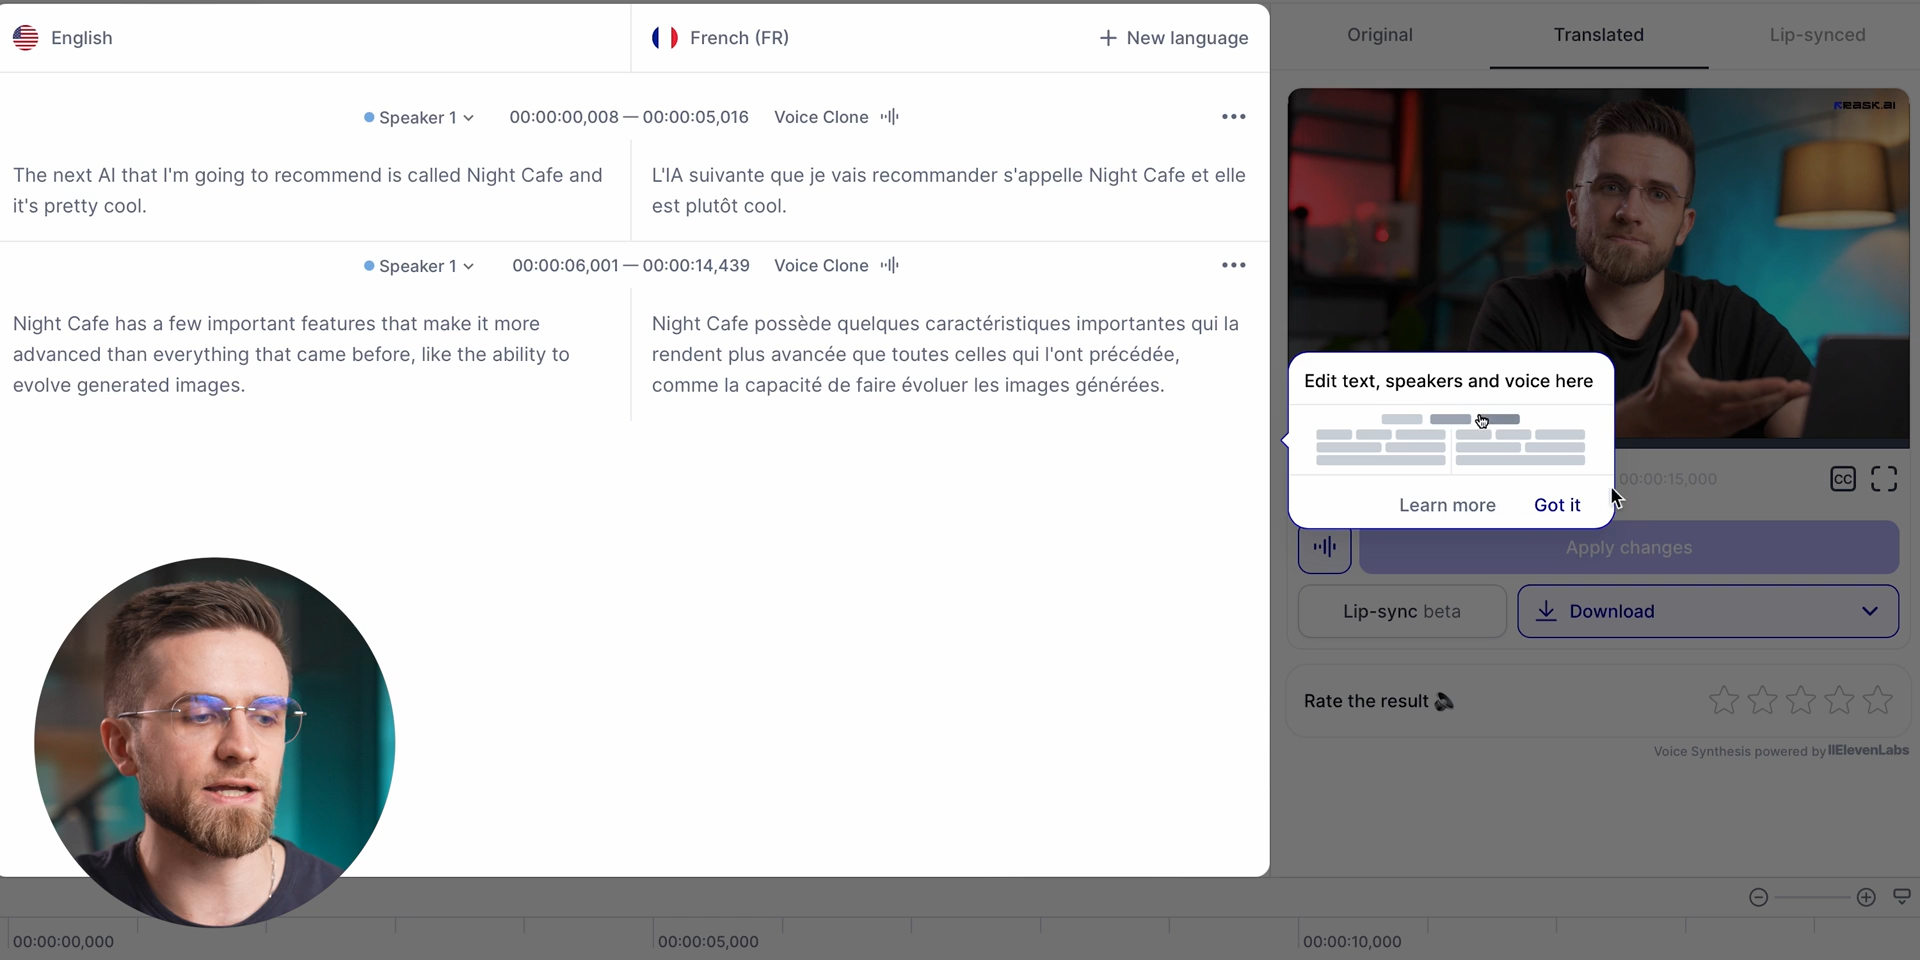 English
French (FR)
+ New language
Original
Translated
Lip-synced
Speaker 1
00:00:00,008 — 00:00:05,016
Voice Clone
The next AI that I'm going to recommend is called Night Cafe and
it's pretty cool.
L'IA suivante que je vais recommander s'appelle Night Cafe et elle
est plutôt cool.
Speaker 1
00:00:06,001 — 00:00:14,439
Voice Clone
Night Cafe has a few important features that make it more
advanced than everything that came before, like the ability to
evolve generated images.
Night Cafe possède quelques caractéristiques importantes qui la
rendent plus avancée que toutes celles qui l'ont précédée,
comme la capacité de faire évoluer les images générées.
rask.ai
Edit text, speakers and voice here
Learn more
Got it
00:00:15,000
CC
Apply changes
Lip-sync beta
Download
Rate the result
Voice Synthesis powered by IIElevenLabs
00:00:00,000
00:00:05,000
00:00:10,000